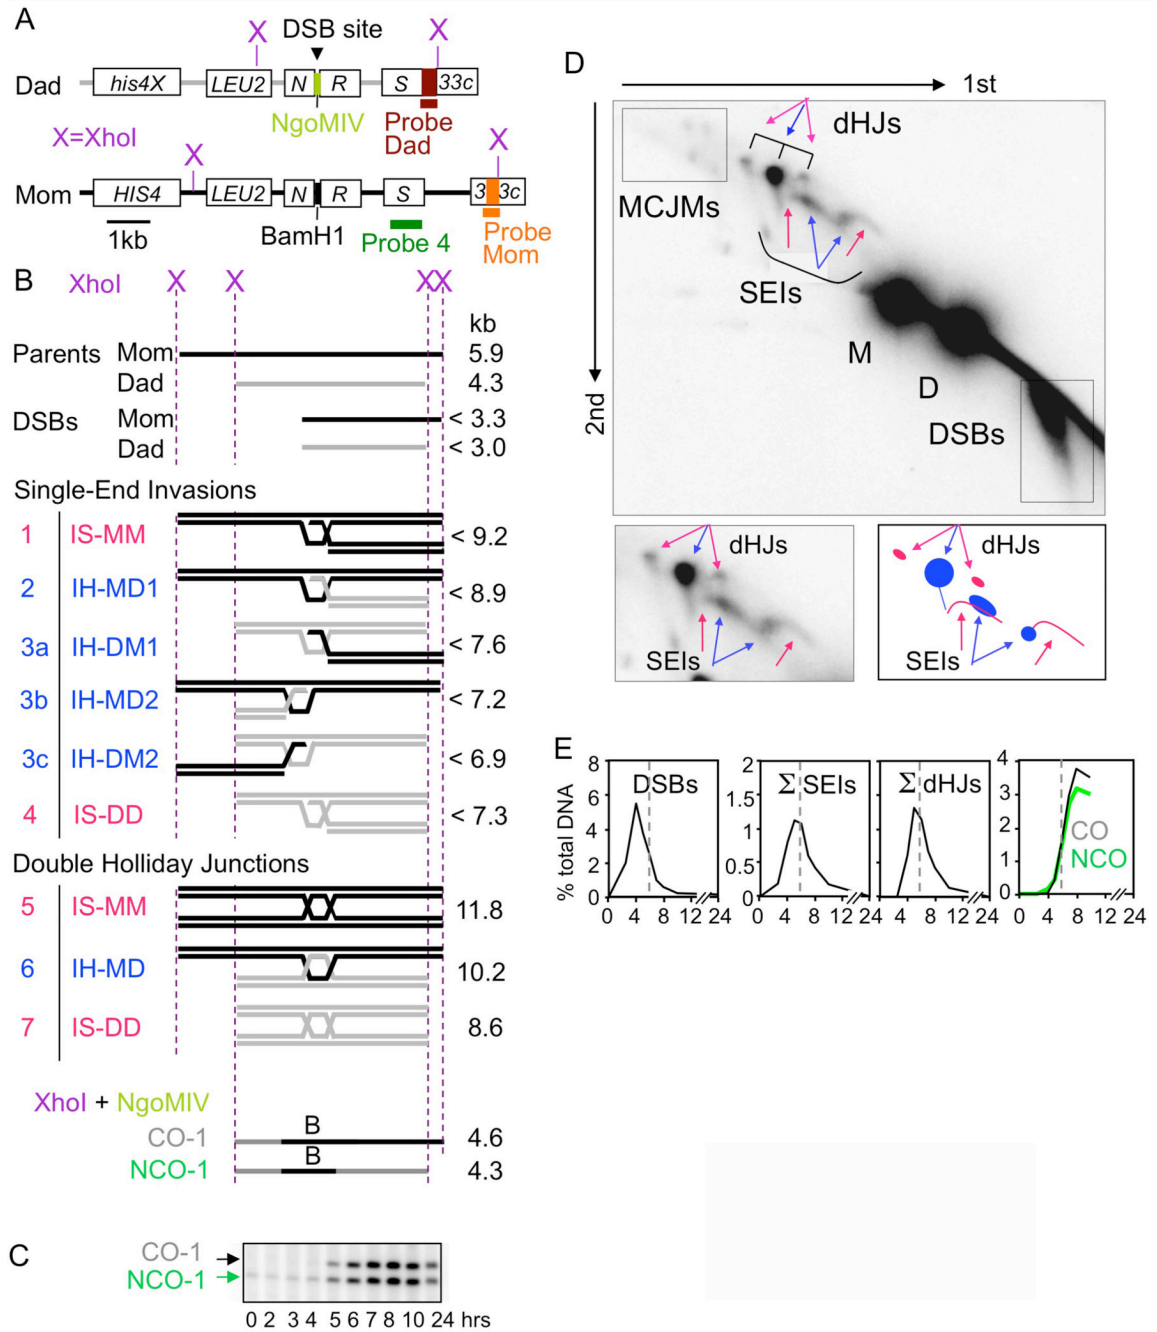 A
X
DSB site
X
Dad
his4X
LEU2
N
R
S
33c
NgoMIV
Probe
Dad
X=XhoI
X
X
Mom
HIS4
LEU2
N
R
S
3
3c
1kb
BamH1
Probe 4
Probe
Mom
B
XhoI
X
X
X
X
kb
Parents
Mom
5.9
Dad
4.3
DSBs
Mom
< 3.3
Dad
< 3.0
Single-End Invasions
1
IS-MM
< 9.2
2
IH-MD1
< 8.9
3a
IH-DM1
< 7.6
3b
IH-MD2
< 7.2
3c
IH-DM2
< 6.9
4
IS-DD
< 7.3
Double Holliday Junctions
5
IS-MM
11.8
6
IH-MD
10.2
7
IS-DD
8.6
XhoI + NgoMIV
CO-1
B
4.6
NCO-1
B
4.3
C
CO-1
NCO-1
0 2 3 4 5 6 7 8 10 24 hrs
D
1st
2nd
dHJs
MCJMs
SEIs
M
D
DSBs
dHJs
SEIs
dHJs
SEIs
E
% total DNA
8
6
4
2
0
DSBs
0 4 8 12 24
2
1.5
1
0.5
0
Σ SEIs
0 4 8 12 24
Σ dHJs
4 8 12 24
4
3
2
1
0
CO
NCO
0 4 8 12 24